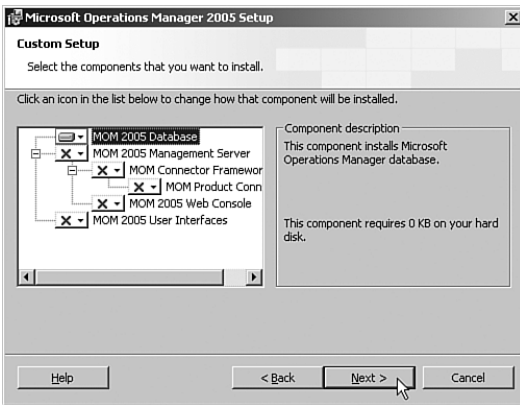 Microsoft Operations Manager 2005 Setup
Custom Setup
Select the components that you want to install.
Click an icon in the list below to change how that component will be installed.
MOM 2005 Database
MOM 2005 Management Server
MOM Connector Framewor
MOM Product Conn
MOM 2005 Web Console
MOM 2005 User Interfaces
Component description
This component installs Microsoft
Operations Manager database.
This component requires 0 KB on your hard
disk.
Help
< Back
Next >
Cancel